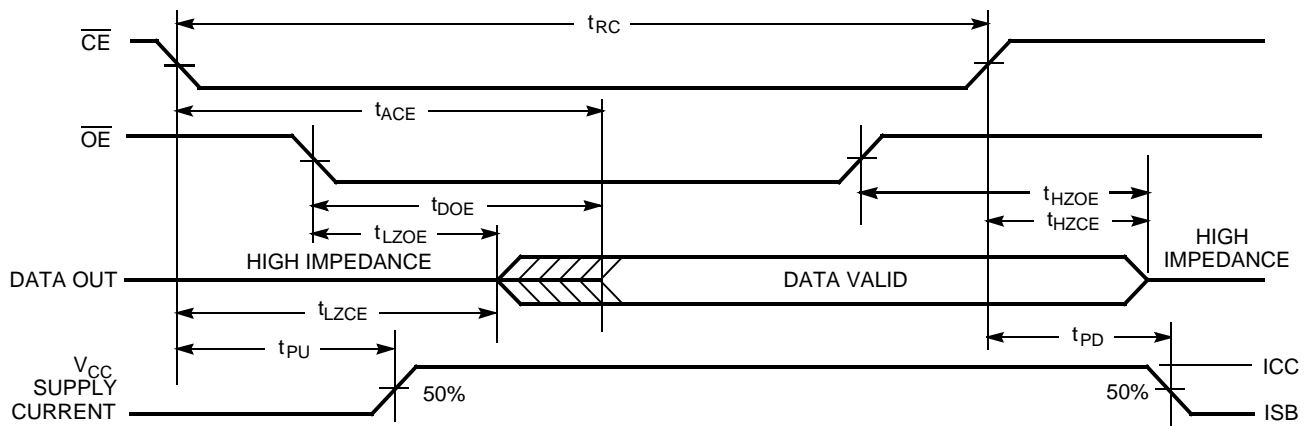 tRC
CE
tACE
OE
tHZOE
tDOE
tHZCE
tLZOE
HIGH
IMPEDANCE
HIGH IMPEDANCE
DATA OUT
DATA VALID
tLZCE
tPU
tPD
VCC
SUPPLY
CURRENT
50%
50%
ICC
ISB